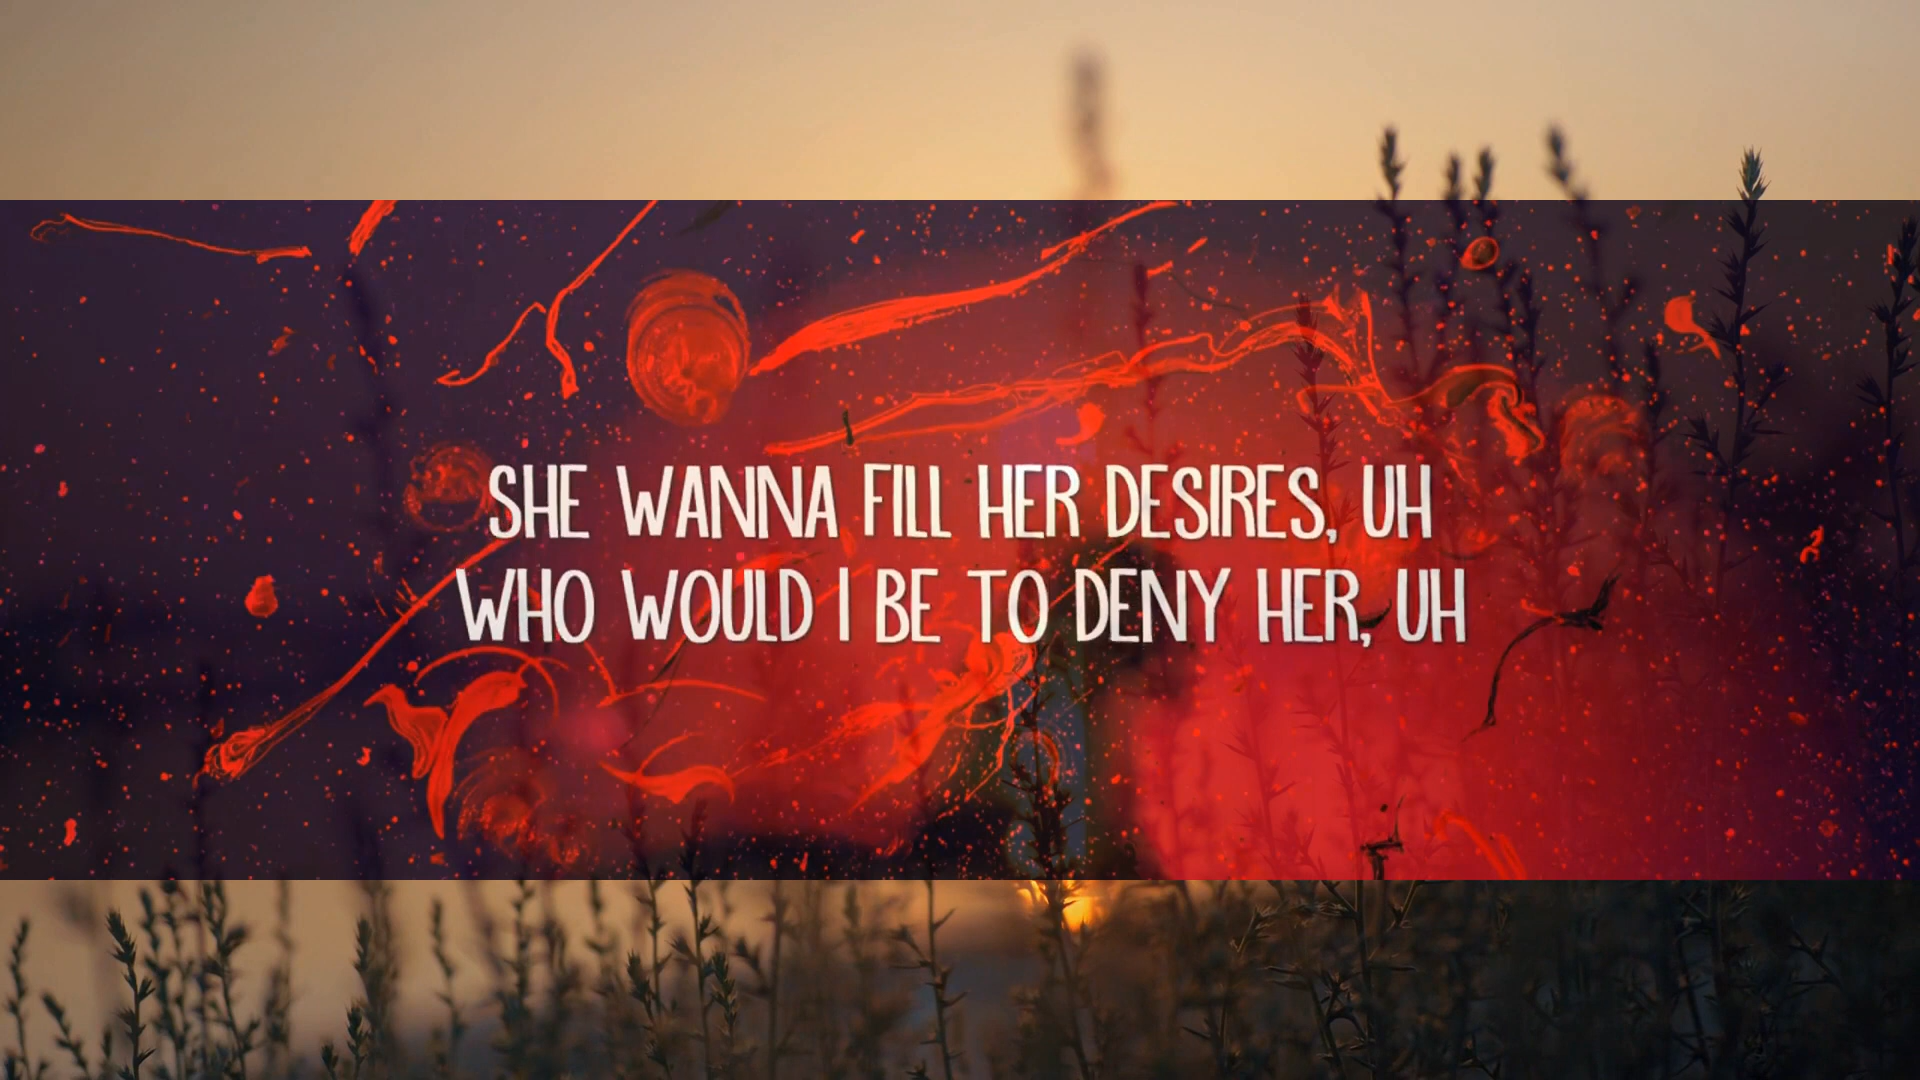 SHE WANNA FILL HER DESIRES, UH
WHO WOULD I BE TO DENY HER, UH